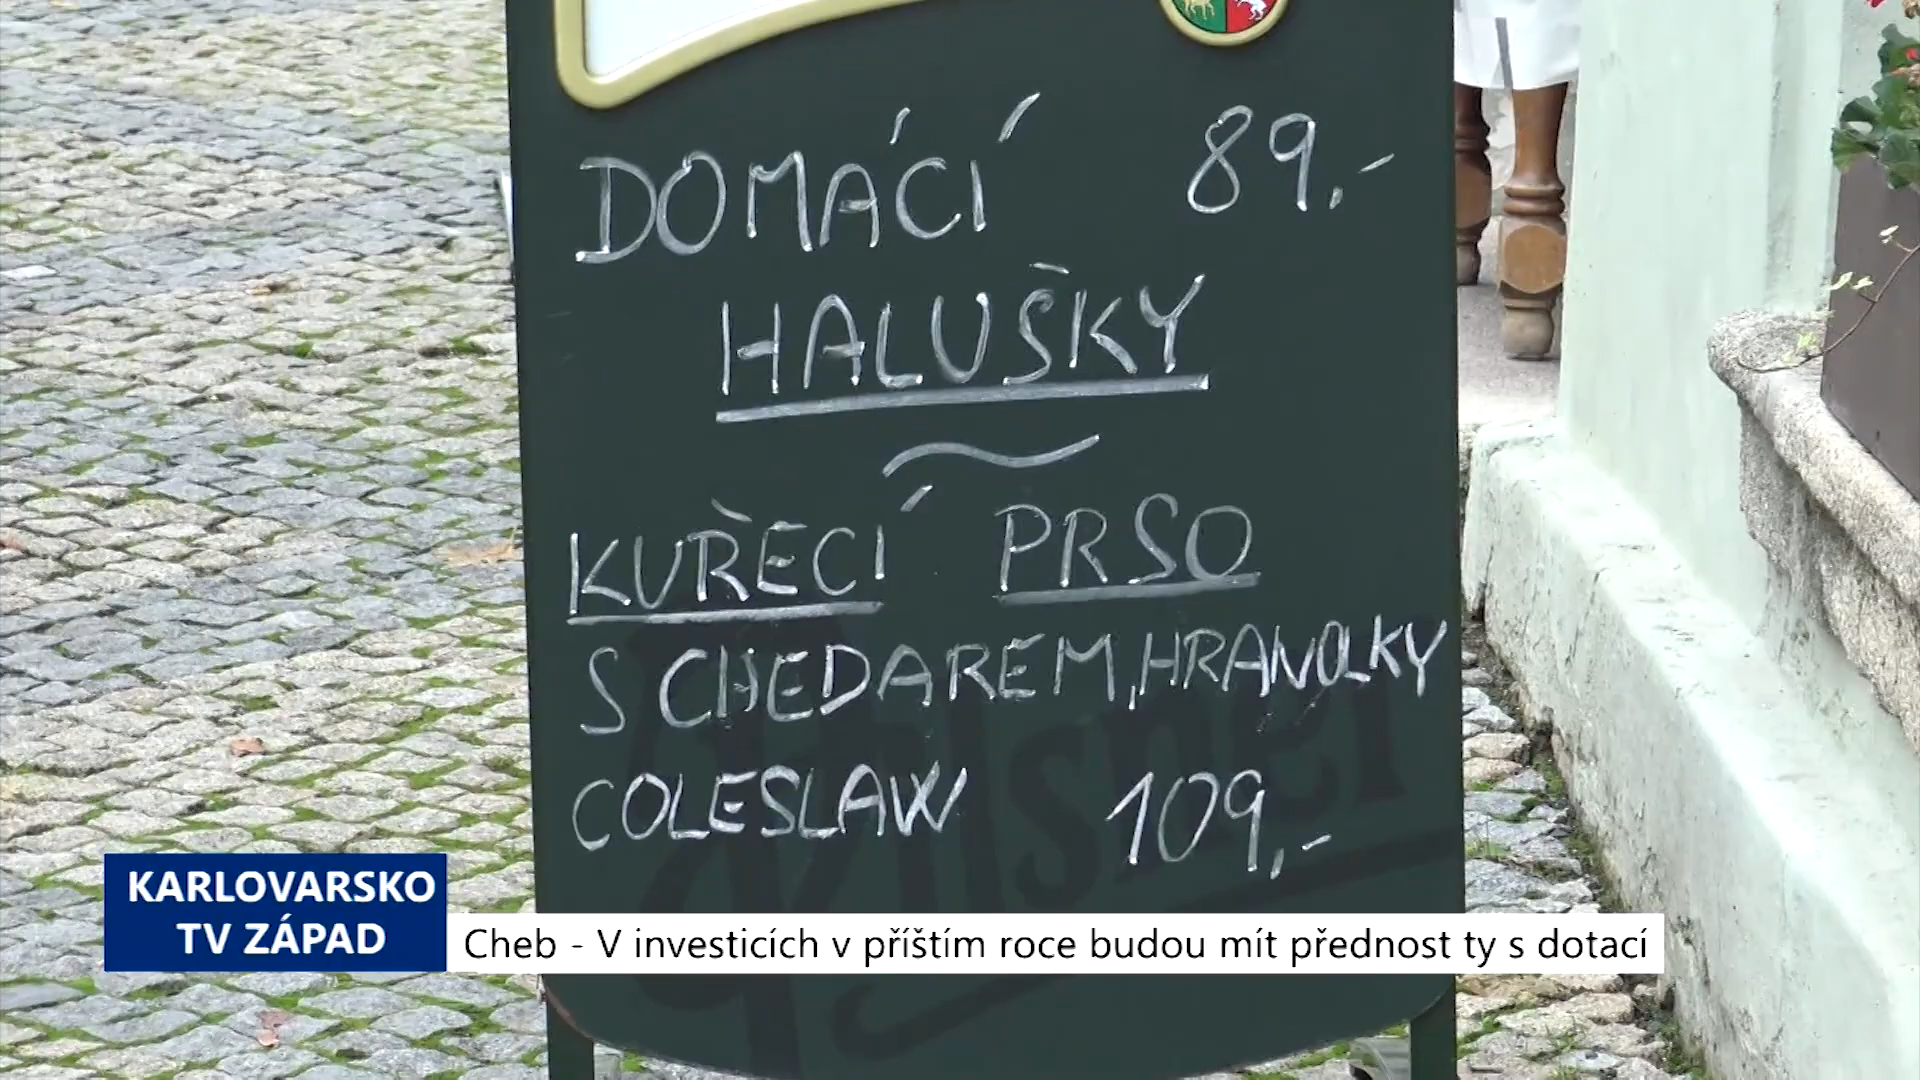 DOMÁCÍ 89,-
HALUŠKY
~
KUŘECÍ PRSO
S CHEDAREM, HRANOLKY
COLESLAW 109,-
Pilsner
KARLOVARSKO
TV ZÁPAD
Cheb - V investicích v příštím roce budou mít přednost ty s dotací